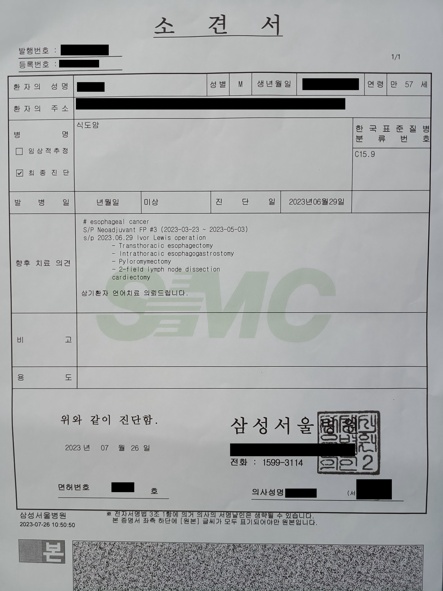 소 견 서
발행번호 :
등록번호 :
1/1
환자의 성명 성별 M 생년월일 연령 만 57 세
환자의 주소
병 명
임상적추정
최종진단
식도암
한국표준질병
분류번호
C15.9
발 병 일 년월일 미상 진 단 일 2023년06월29일
향후 치료 의견
# esophageal cancer
S/P Neoadjuvant FP #3 (2023-03-23 - 2023-05-03)
s/p 2023.06.29 Ivor Lewis operation
- Transthoracic esophagectomy
- Intrathoracic esophagogastrostomy
- Pyloromyectomy
- 2-field lymph node dissection
cardiectomy
상기환자 언어치료 의뢰드립니다.
SMC
비 고
용 도
위와 같이 진단함.
2023 년 07 월 26 일
삼성서울병원
전화 : 1599-3114
면허번호 호
의사성명 (서
삼성서울병원
2023-07-26 10:50:50
※ 전자서명법 3조 1항에 의거 의사의 서명날인은 생략될 수 있습니다.
본 증명서 좌측 하단에 [원본] 글씨가 모두 표기되어야만 원본입니다.
본